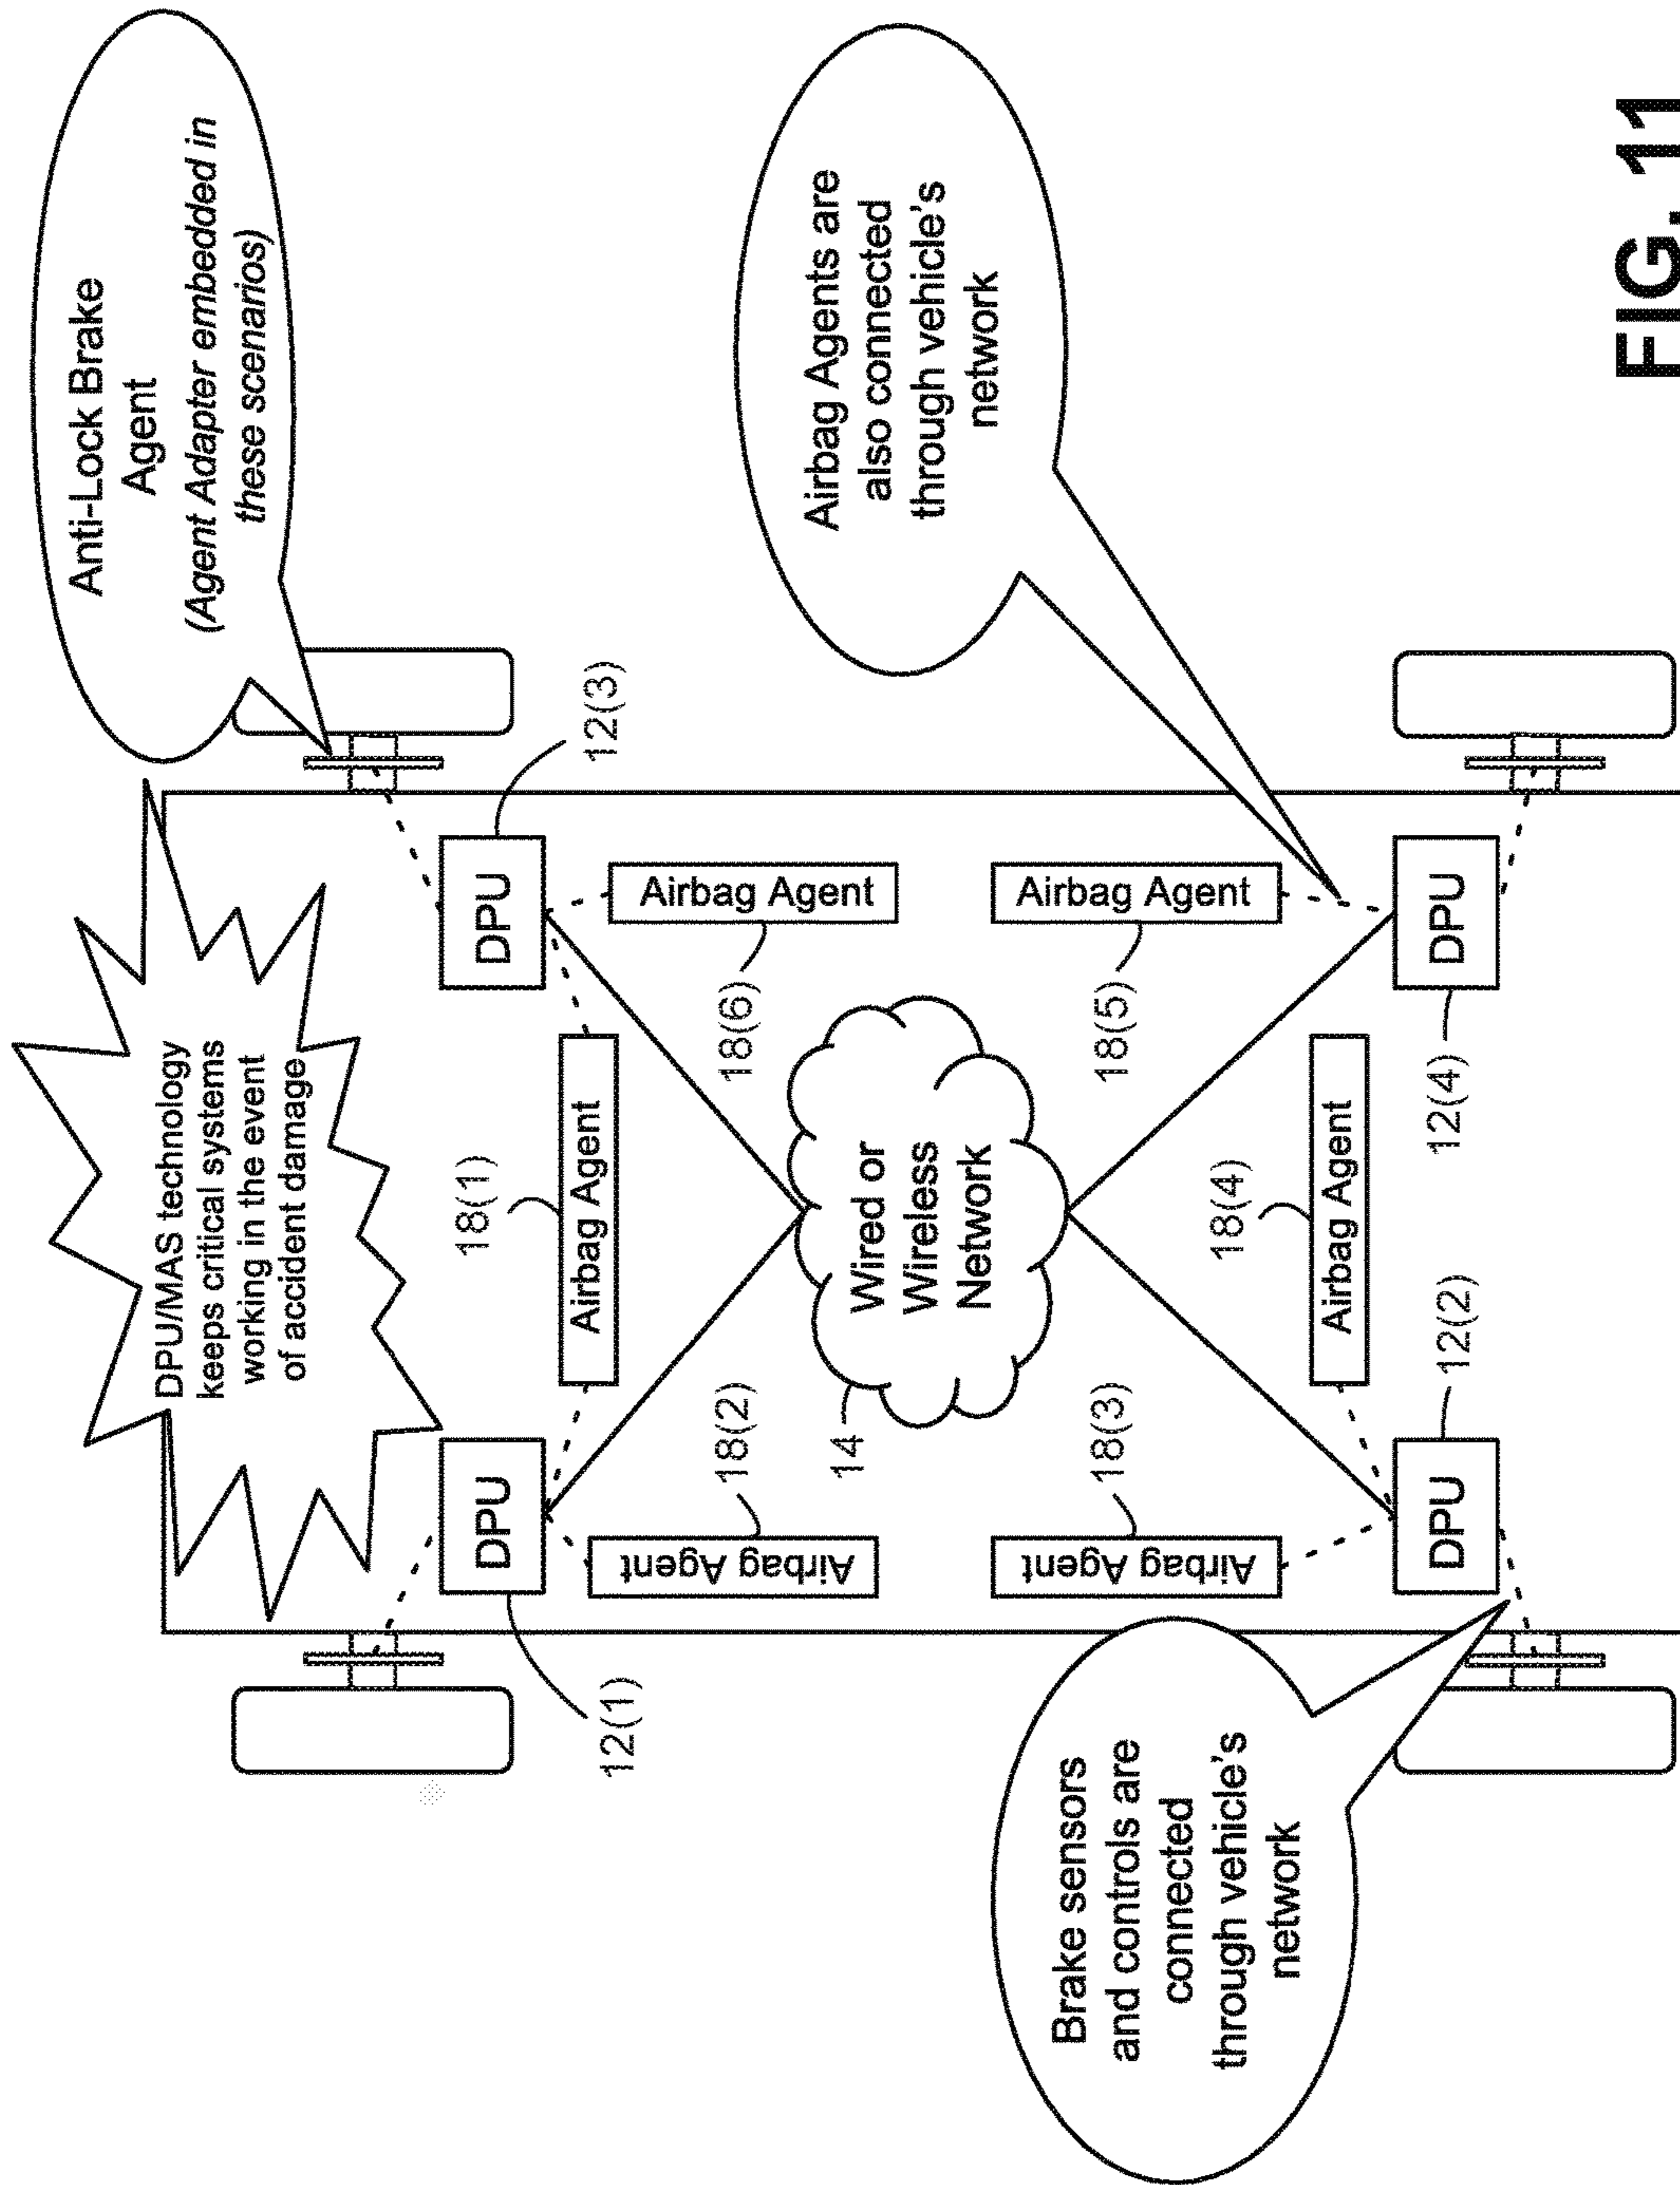 DPU/MAS technology
keeps critical systems
working in the event
of accident damage
Anti-Lock Brake
Agent
(Agent Adapter embedded in
these scenarios)
12(1)
DPU
18(1)
Airbag Agent
DPU
12(3)
18(2)
Airbag Agent
Airbag Agent
18(6)
14
Wired or
Wireless
Network
Airbag Agents are
also connected
through vehicle's
network
18(3)
Airbag Agent
Airbag Agent
18(5)
18(4)
Airbag Agent
Brake sensors
and controls are
connected
through vehicle's
network
DPU
12(2)
12(4)
DPU
FIG. 11